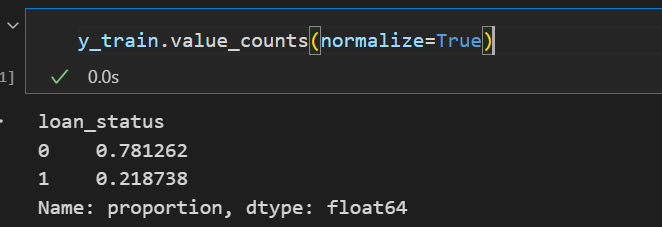 y_train.value_counts(normalize=True)
1]
0.0s
loan_status
0    0.781262
1    0.218738
Name: proportion, dtype: float64